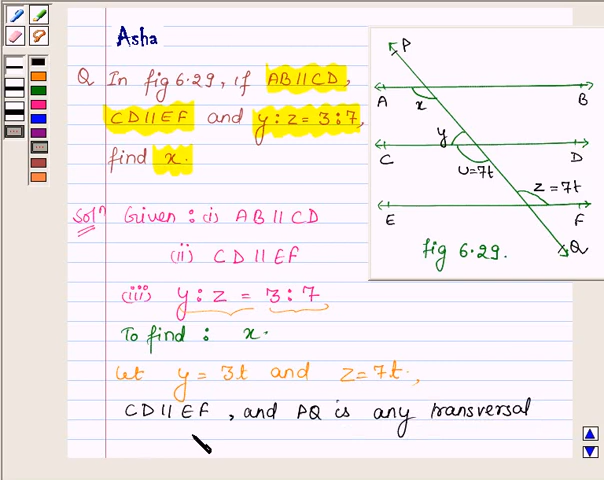 Asha
Q In fig 6.29, if AB||CD,
CD||EF and y:z=3:7,
find x.
Solⁿ Given : (i) AB||CD
(ii) CD||EF
(iii) y:z = 3:7
To find : x.
Let y=3t and z=7t.,
CD||EF, and PQ is any transversal
P
A
B
x
y
C
D
U=7t
z=7t
E
F
Q
fig 6.29.